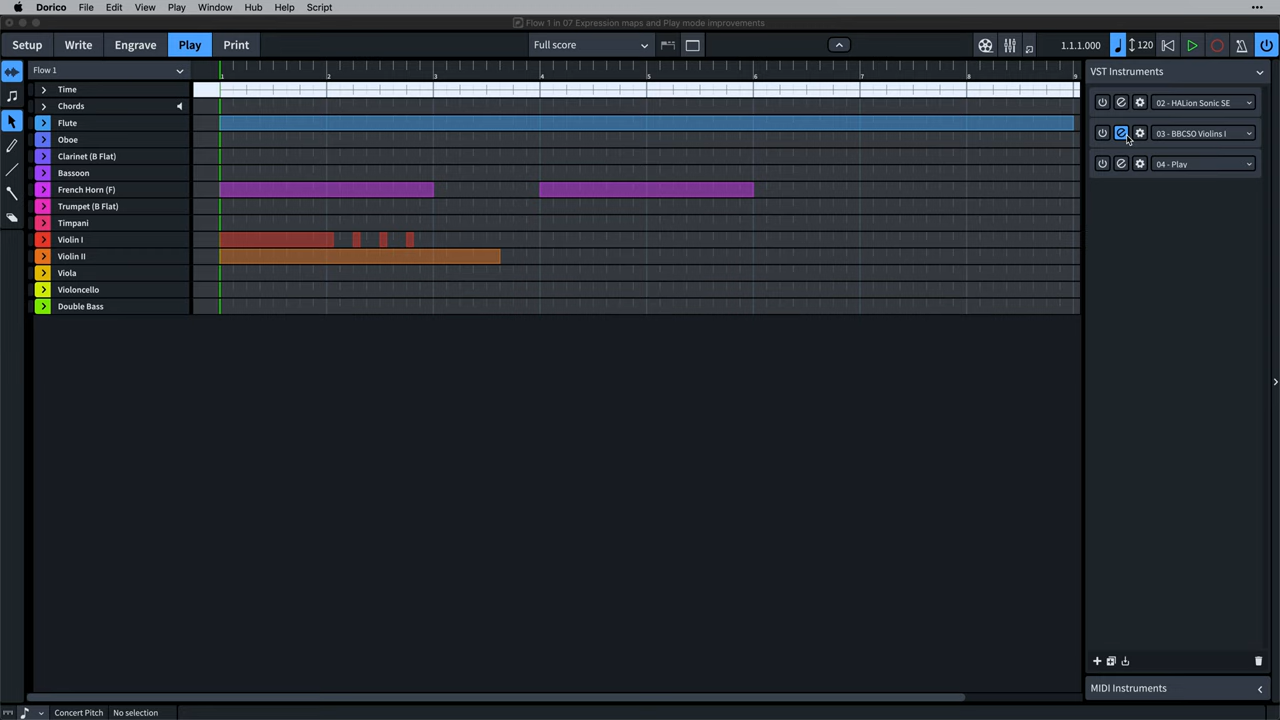 Dorico File Edit View Play Window Hub Help Script
Flow 1 in 07 Expression maps and Play mode improvements
Setup Write Engrave Play Print Full score 1.1.1.000 120
Flow 1 1 2 3 4 5 6 7 8 9 VST Instruments
Time
Chords 02 - HALion Sonic SE
Flute
Oboe 03 - BBCSO Violins I
Clarinet (B Flat)
Bassoon 04 - Play
French Horn (F)
Trumpet (B Flat)
Timpani
Violin I
Violin II
Viola
Violoncello
Double Bass
MIDI Instruments
Concert Pitch No selection